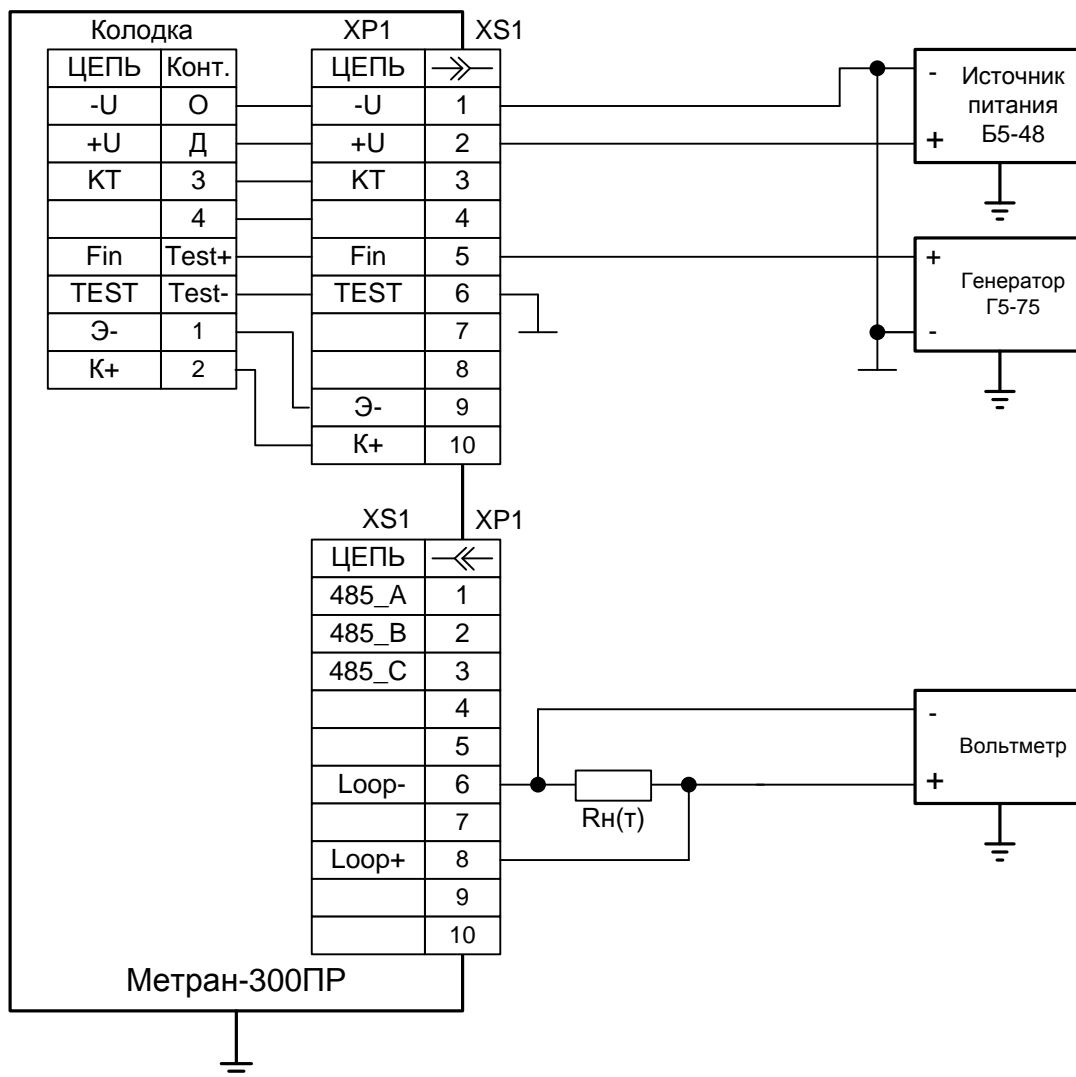 Колодка XP1 XS1
ЦЕПЬ Конт. ЦЕПЬ
-U О -U 1
+U Д +U 2
КТ 3 КТ 3
4 4
Fin Test+ Fin 5
TEST Test- TEST 6
Э- 1 7
К+ 2 8
Э- 9
К+ 10
- Источник
питания
+ Б5-48
+ Генератор
Г5-75
-
XS1 XP1
ЦЕПЬ
485_A 1
485_B 2
485_C 3
4
5
Loop- 6
7
Loop+ 8
9
10
Rн(т)
-
Вольтметр
+
Метран-300ПР